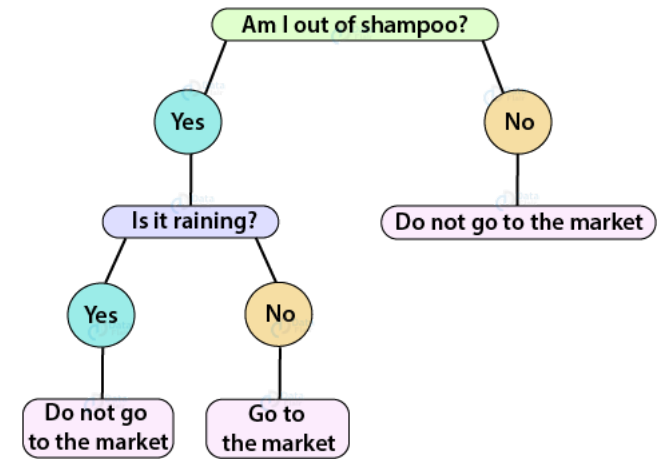 Am I out of shampoo?
Yes
No
Is it raining?
Do not go to the market
Yes
No
Do not go
to the market
Go to
the market